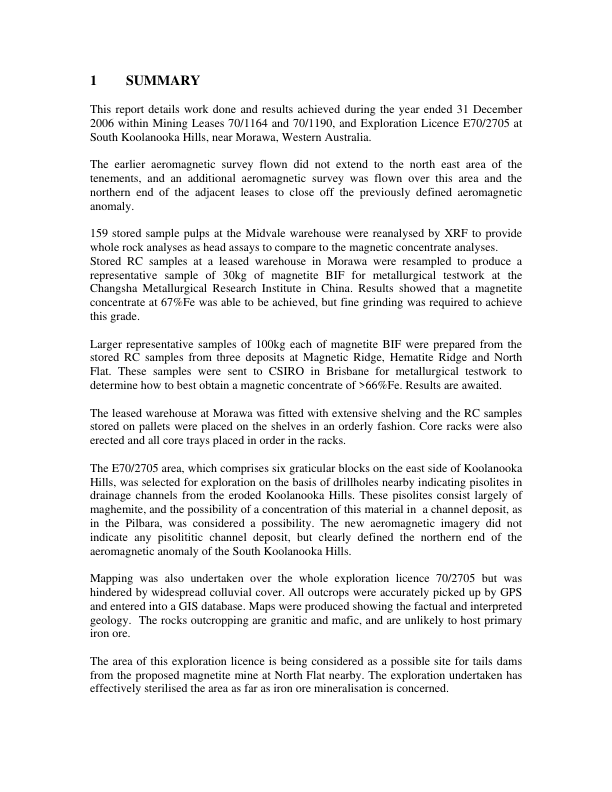 1 SUMMARY
This report details work done and results achieved during the year ended 31 December
2006 within Mining Leases 70/1164 and 70/1190, and Exploration Licence E70/2705 at
South Koolanooka Hills, near Morawa, Western Australia.
The earlier aeromagnetic survey flown did not extend to the north east area of the
tenements, and an additional aeromagnetic survey was flown over this area and the
northern end of the adjacent leases to close off the previously defined aeromagnetic
anomaly.
159 stored sample pulps at the Midvale warehouse were reanalysed by XRF to provide
whole rock analyses as head assays to compare to the magnetic concentrate analyses.
Stored RC samples at a leased warehouse in Morawa were resampled to produce a
representative sample of 30kg of magnetite BIF for metallurgical testwork at the
Changsha Metallurgical Research Institute in China. Results showed that a magnetite
concentrate at 67%Fe was able to be achieved, but fine grinding was required to achieve
this grade.
Larger representative samples of 100kg each of magnetite BIF were prepared from the
stored RC samples from three deposits at Magnetic Ridge, Hematite Ridge and North
Flat. These samples were sent to CSIRO in Brisbane for metallurgical testwork to
determine how to best obtain a magnetic concentrate of >66%Fe. Results are awaited.
The leased warehouse at Morawa was fitted with extensive shelving and the RC samples
stored on pallets were placed on the shelves in an orderly fashion. Core racks were also
erected and all core trays placed in order in the racks.
The E70/2705 area, which comprises six graticular blocks on the east side of Koolanooka
Hills, was selected for exploration on the basis of drillholes nearby indicating pisolites in
drainage channels from the eroded Koolanooka Hills. These pisolites consist largely of
maghemite, and the possibility of a concentration of this material in a channel deposit, as
in the Pilbara, was considered a possibility. The new aeromagnetic imagery did not
indicate any pisolititic channel deposit, but clearly defined the northern end of the
aeromagnetic anomaly of the South Koolanooka Hills.
Mapping was also undertaken over the whole exploration licence 70/2705 but was
hindered by widespread colluvial cover. All outcrops were accurately picked up by GPS
and entered into a GIS database. Maps were produced showing the factual and interpreted
geology. The rocks outcropping are granitic and mafic, and are unlikely to host primary
iron ore.
The area of this exploration licence is being considered as a possible site for tails dams
from the proposed magnetite mine at North Flat nearby. The exploration undertaken has
effectively sterilised the area as far as iron ore mineralisation is concerned.